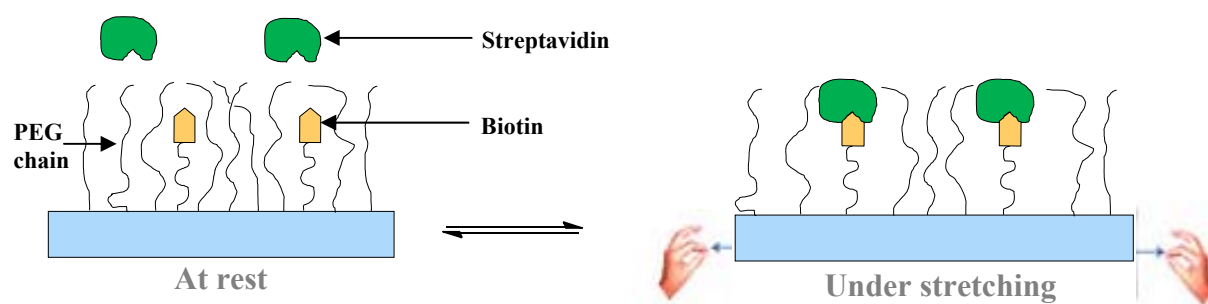 Streptavidin
PEG
chain
Biotin
At rest
Under stretching